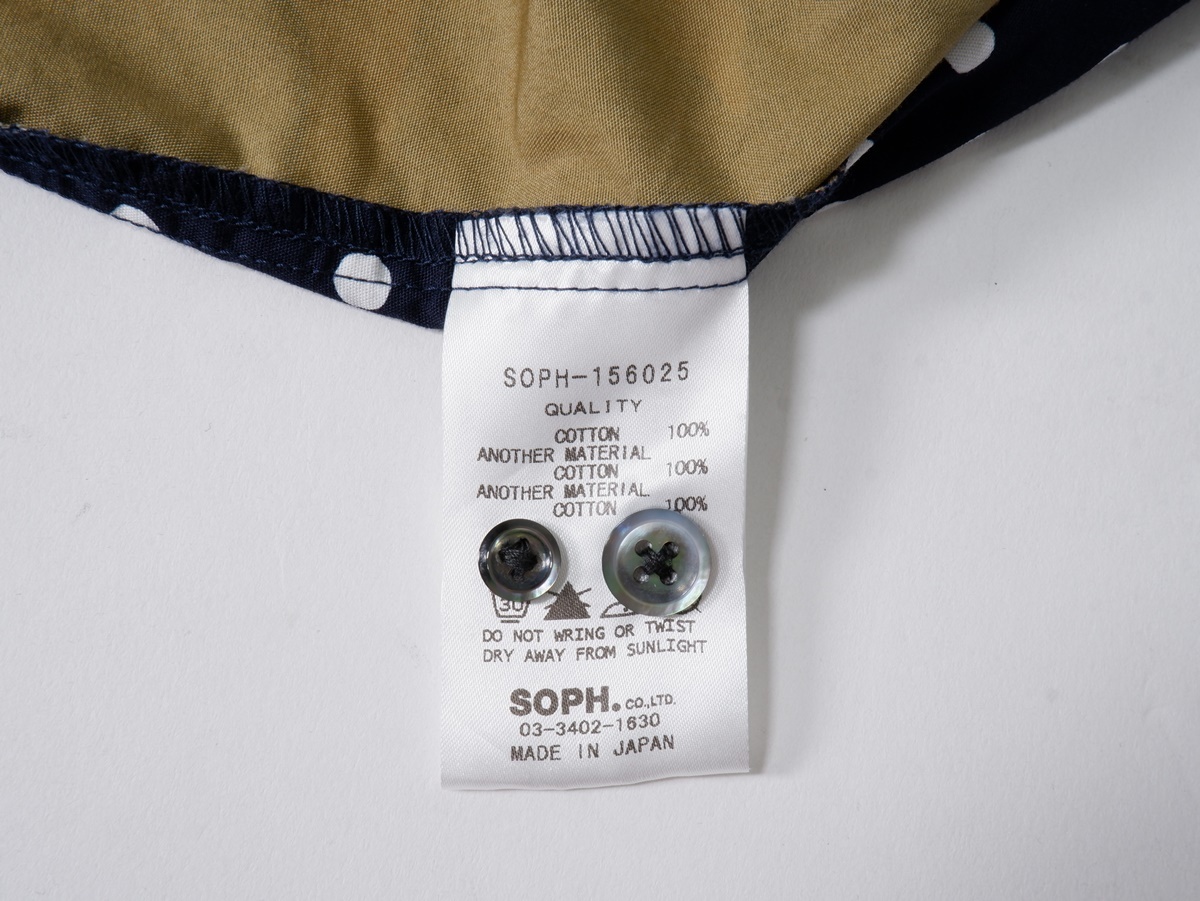 SOPH-156025
QUALITY
COTTON 100%
ANOTHER MATERIAL
COTTON 100%
ANOTHER MATERIAL
COTTON 100%
30
DO NOT WRING OR TWIST
DRY AWAY FROM SUNLIGHT
SOPH. CO.,LTD.
03-3402-1630
MADE IN JAPAN